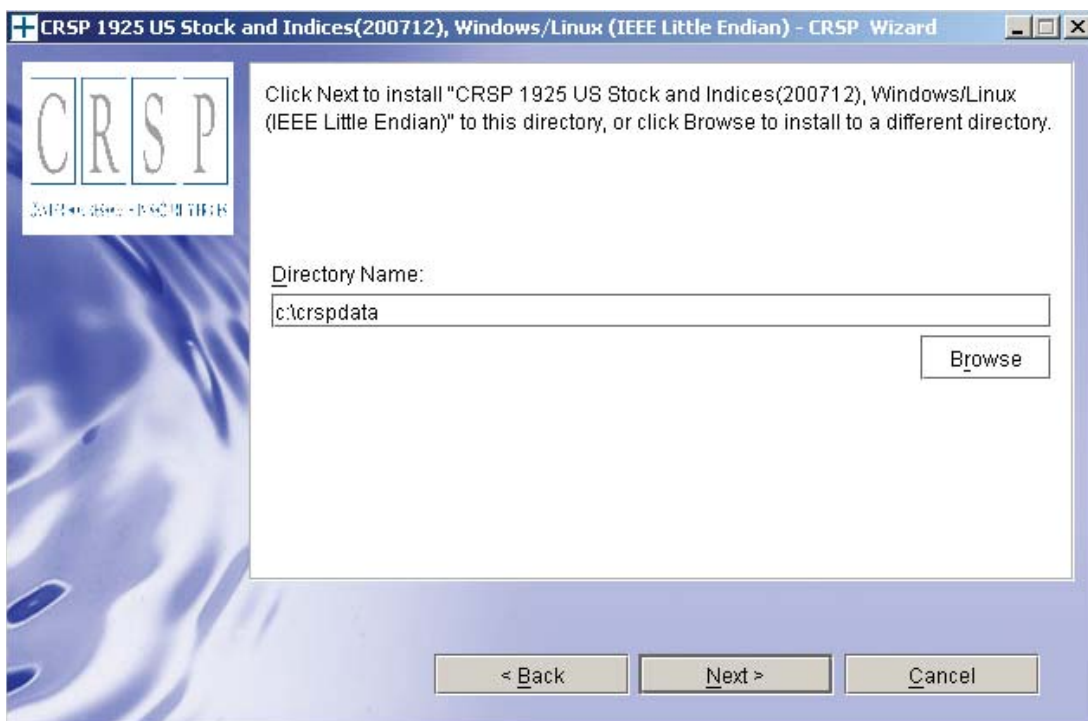 CRSP 1925 US Stock and Indices(200712), Windows/Linux (IEEE Little Endian) - CRSP Wizard
CRSP
Click Next to install "CRSP 1925 US Stock and Indices(200712), Windows/Linux
(IEEE Little Endian)" to this directory, or click Browse to install to a different directory.
Directory Name:
c:\crspdata
Browse
< Back
Next >
Cancel